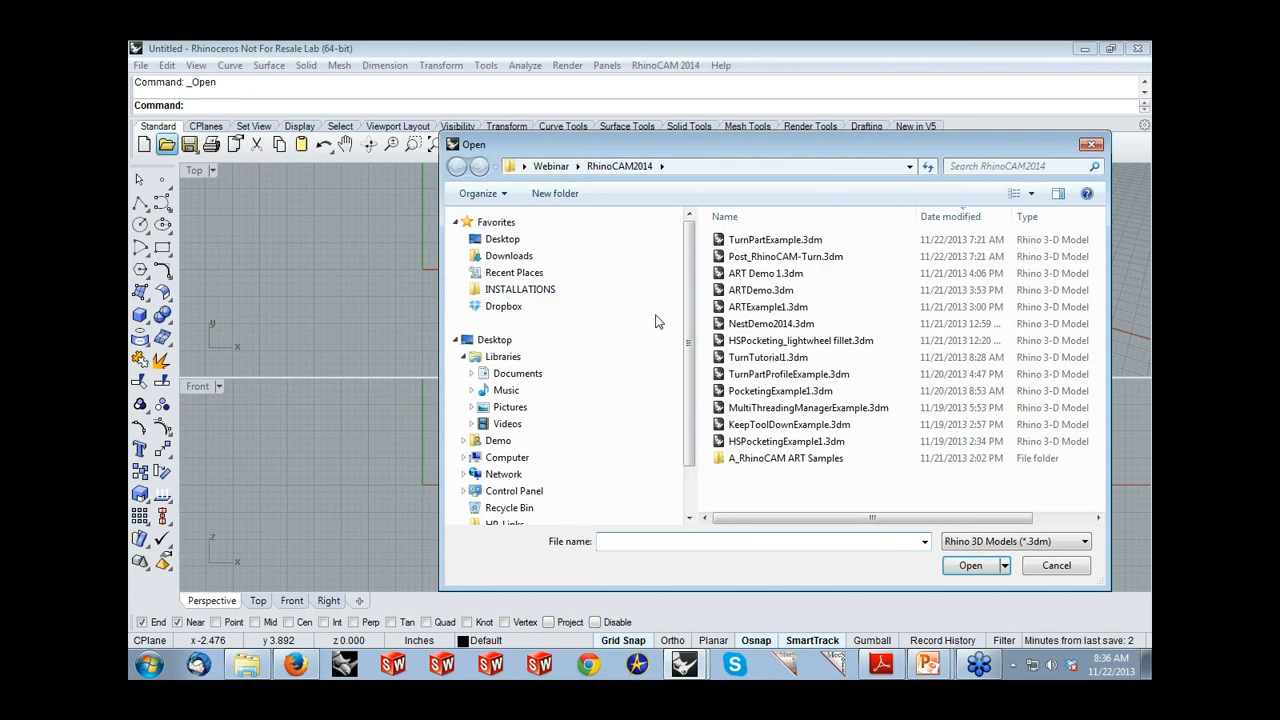 Untitled - Rhinoceros Not For Resale Lab (64-bit)
File Edit View Curve Surface Solid Mesh Dimension Transform Tools Analyze Render Panels RhinoCAM 2014 Help
Command: _Open
Command:
Standard CPlanes Set View Display Select Viewport Layout Visibility Transform Curve Tools Surface Tools Solid Tools Mesh Tools Render Tools Drafting New in V5
Open
Webinar RhinoCAM2014 Search RhinoCAM2014
Organize New folder
Top
Favorites
Desktop
Downloads
Recent Places
INSTALLATIONS
Dropbox
Desktop
Libraries
Documents
Music
Pictures
Videos
Demo
Computer
Network
Control Panel
Recycle Bin
HP Links
Name Date modified Type
TurnPartExample.3dm 11/22/2013 7:21 AM Rhino 3-D Model
Post_RhinoCAM-Turn.3dm 11/22/2013 7:21 AM Rhino 3-D Model
ART Demo 1.3dm 11/21/2013 4:06 PM Rhino 3-D Model
ARTDemo.3dm 11/21/2013 3:53 PM Rhino 3-D Model
ARTExample1.3dm 11/21/2013 3:00 PM Rhino 3-D Model
NestDemo2014.3dm 11/21/2013 12:59 ... Rhino 3-D Model
HSPocketing_lightwheel fillet.3dm 11/21/2013 12:20 ... Rhino 3-D Model
TurnTutorial1.3dm 11/21/2013 8:28 AM Rhino 3-D Model
TurnPartProfileExample.3dm 11/20/2013 4:47 PM Rhino 3-D Model
PocketingExample1.3dm 11/20/2013 8:53 AM Rhino 3-D Model
MultiThreadingManagerExample.3dm 11/19/2013 5:53 PM Rhino 3-D Model
KeepToolDownExample.3dm 11/19/2013 2:57 PM Rhino 3-D Model
HSPocketingExample1.3dm 11/19/2013 2:34 PM Rhino 3-D Model
A_RhinoCAM ART Samples 11/21/2013 2:02 PM File folder
File name: Rhino 3D Models (*.3dm)
Open Cancel
y
x
Front
z
x
Perspective Top Front Right
End Near Point Mid Cen Int Perp Tan Quad Knot Vertex Project Disable
CPlane x -2.476 y 3.892 z 0.000 Inches Default Grid Snap Ortho Planar Osnap SmartTrack Gumball Record History Filter Minutes from last save: 2
8:36 AM
11/22/2013